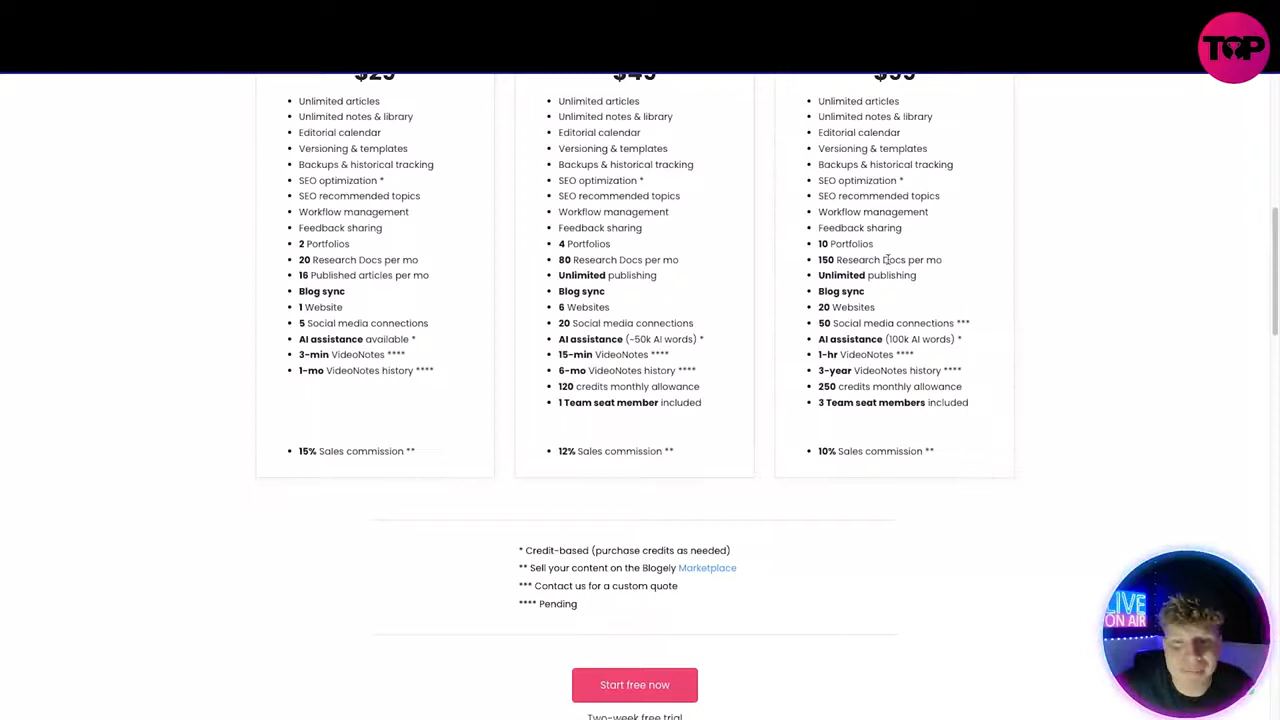 TOP
$29
$49
$99
Unlimited articles
Unlimited notes & library
Editorial calendar
Versioning & templates
Backups & historical tracking
SEO optimization *
SEO recommended topics
Workflow management
Feedback sharing
2 Portfolios
20 Research Docs per mo
16 Published articles per mo
Blog sync
1 Website
5 Social media connections
AI assistance available *
3-min VideoNotes ****
1-mo VideoNotes history ****
15% Sales commission **
Unlimited articles
Unlimited notes & library
Editorial calendar
Versioning & templates
Backups & historical tracking
SEO optimization *
SEO recommended topics
Workflow management
Feedback sharing
4 Portfolios
80 Research Docs per mo
Unlimited publishing
Blog sync
6 Websites
20 Social media connections
AI assistance (~50k AI words) *
15-min VideoNotes ****
6-mo VideoNotes history ****
120 credits monthly allowance
1 Team seat member included
12% Sales commission **
Unlimited articles
Unlimited notes & library
Editorial calendar
Versioning & templates
Backups & historical tracking
SEO optimization *
SEO recommended topics
Workflow management
Feedback sharing
10 Portfolios
150 Research Docs per mo
Unlimited publishing
Blog sync
20 Websites
50 Social media connections ***
AI assistance (100k AI words) *
1-hr VideoNotes ****
3-year VideoNotes history ****
250 credits monthly allowance
3 Team seat members included
10% Sales commission **
* Credit-based (purchase credits as needed)
** Sell your content on the Blogely Marketplace
*** Contact us for a custom quote
**** Pending
Start free now
Two-week free trial
LIVE
ON AIR